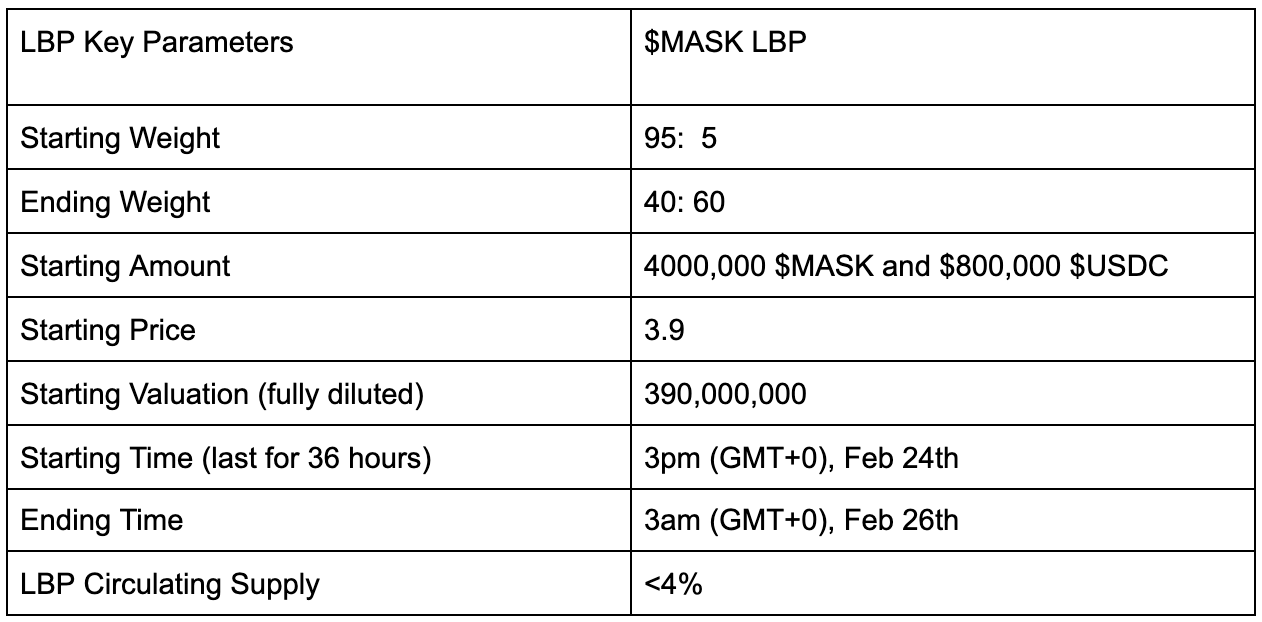 LBP Key Parameters $MASK LBP
Starting Weight 95:  5
Ending Weight 40: 60
Starting Amount 4000,000 $MASK and $800,000 $USDC
Starting Price 3.9
Starting Valuation (fully diluted) 390,000,000
Starting Time (last for 36 hours) 3pm (GMT+0), Feb 24th
Ending Time 3am (GMT+0), Feb 26th
LBP Circulating Supply <4%